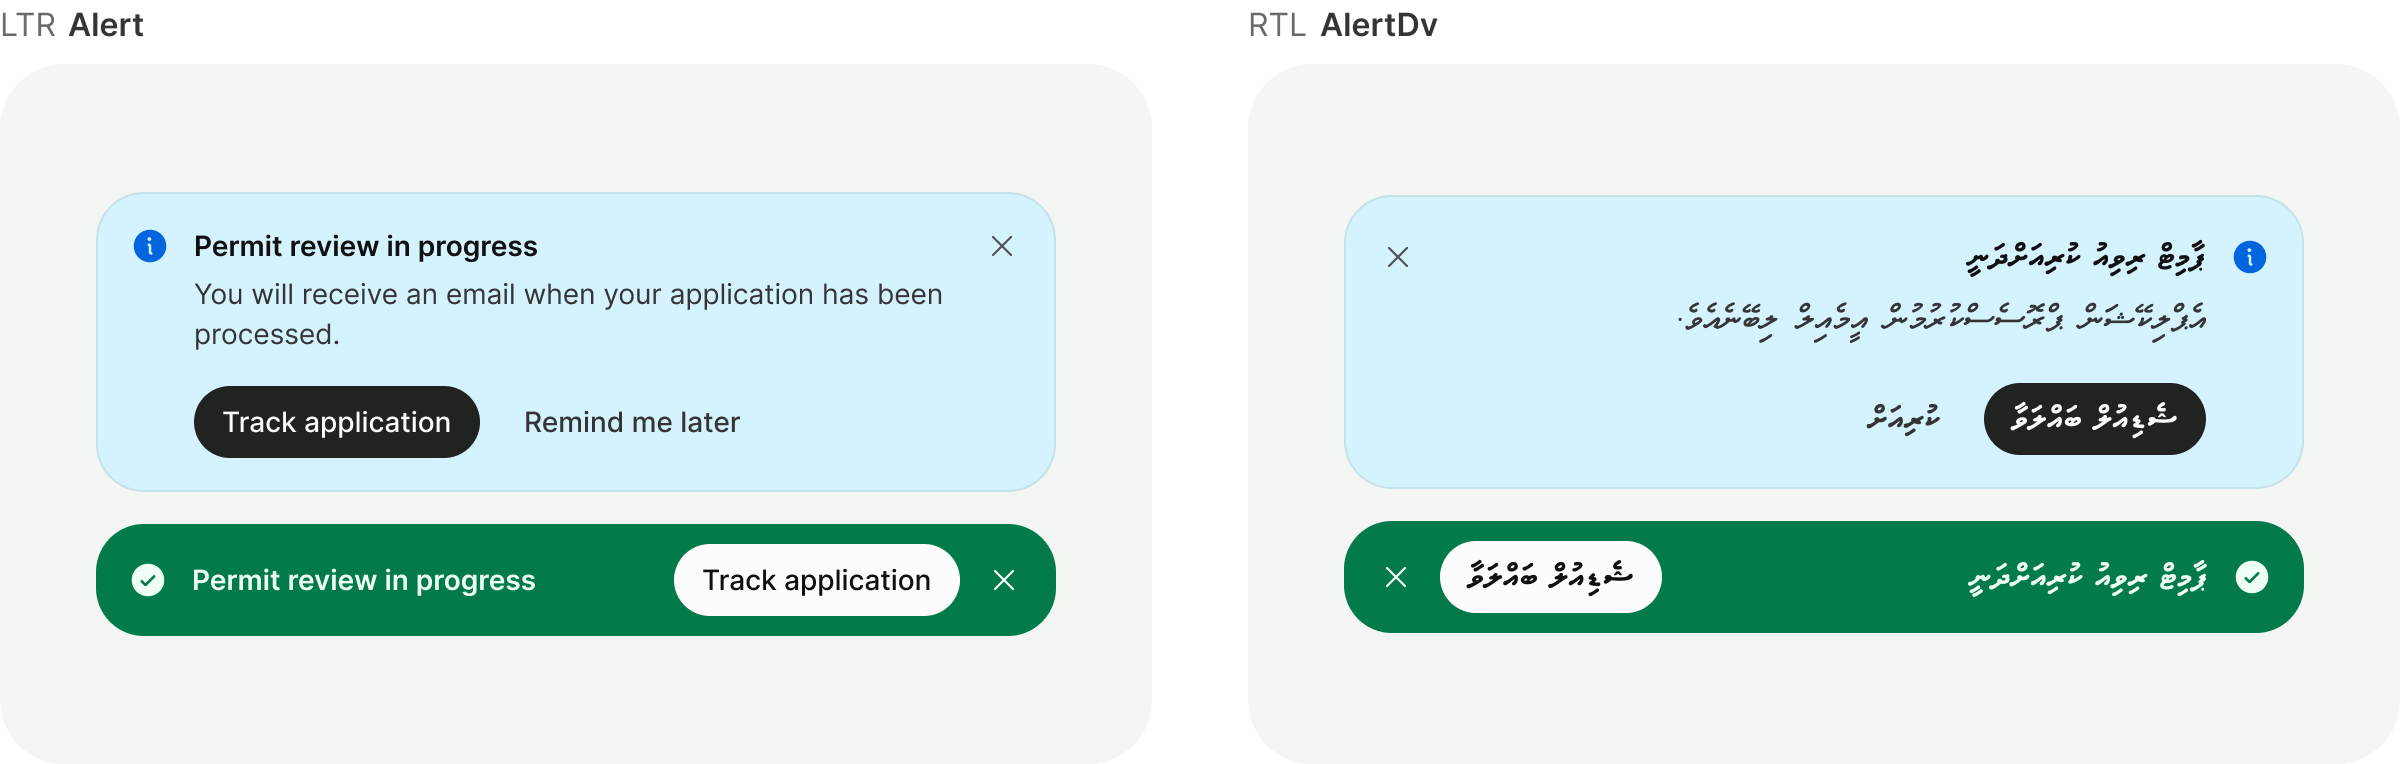 LTR Alert
Permit review in progress
You will receive an email when your application has been
processed.
Track application
Remind me later
Permit review in progress
Track application
RTL AlertDv
ޕާމިޓް ރިވިއު ކުރިއަށްދަނީ
އެޕްލިކޭޝަން ޕްރޮސެސްކުރުމުން އީމެއިލް ލިބޭނެއެވެ.
ޝެޑިއުލް ބައްލަވާ
ކުރިއަށް
ޕާމިޓް ރިވިއު ކުރިއަށްދަނީ
ޝެޑިއުލް ބައްލަވާ